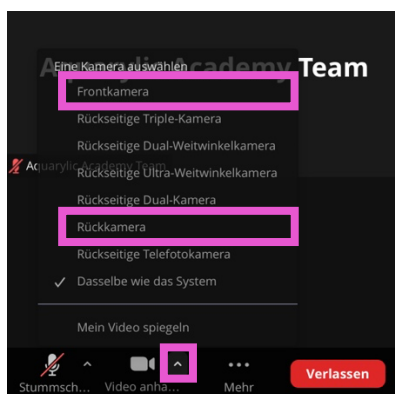 Aquarylic Academy Team
Eine Kamera auswählen
Frontkamera
Rückseitige Triple-Kamera
Rückseitige Dual-Weitwinkelkamera
Aquarylic Academy Team
Rückseitige Ultra-Weitwinkelkamera
Rückseitige Dual-Kamera
Rückkamera
Rückseitige Telefotokamera
✓ Dasselbe wie das System
Mein Video spiegeln
Stummsch... Video anha... Mehr Verlassen